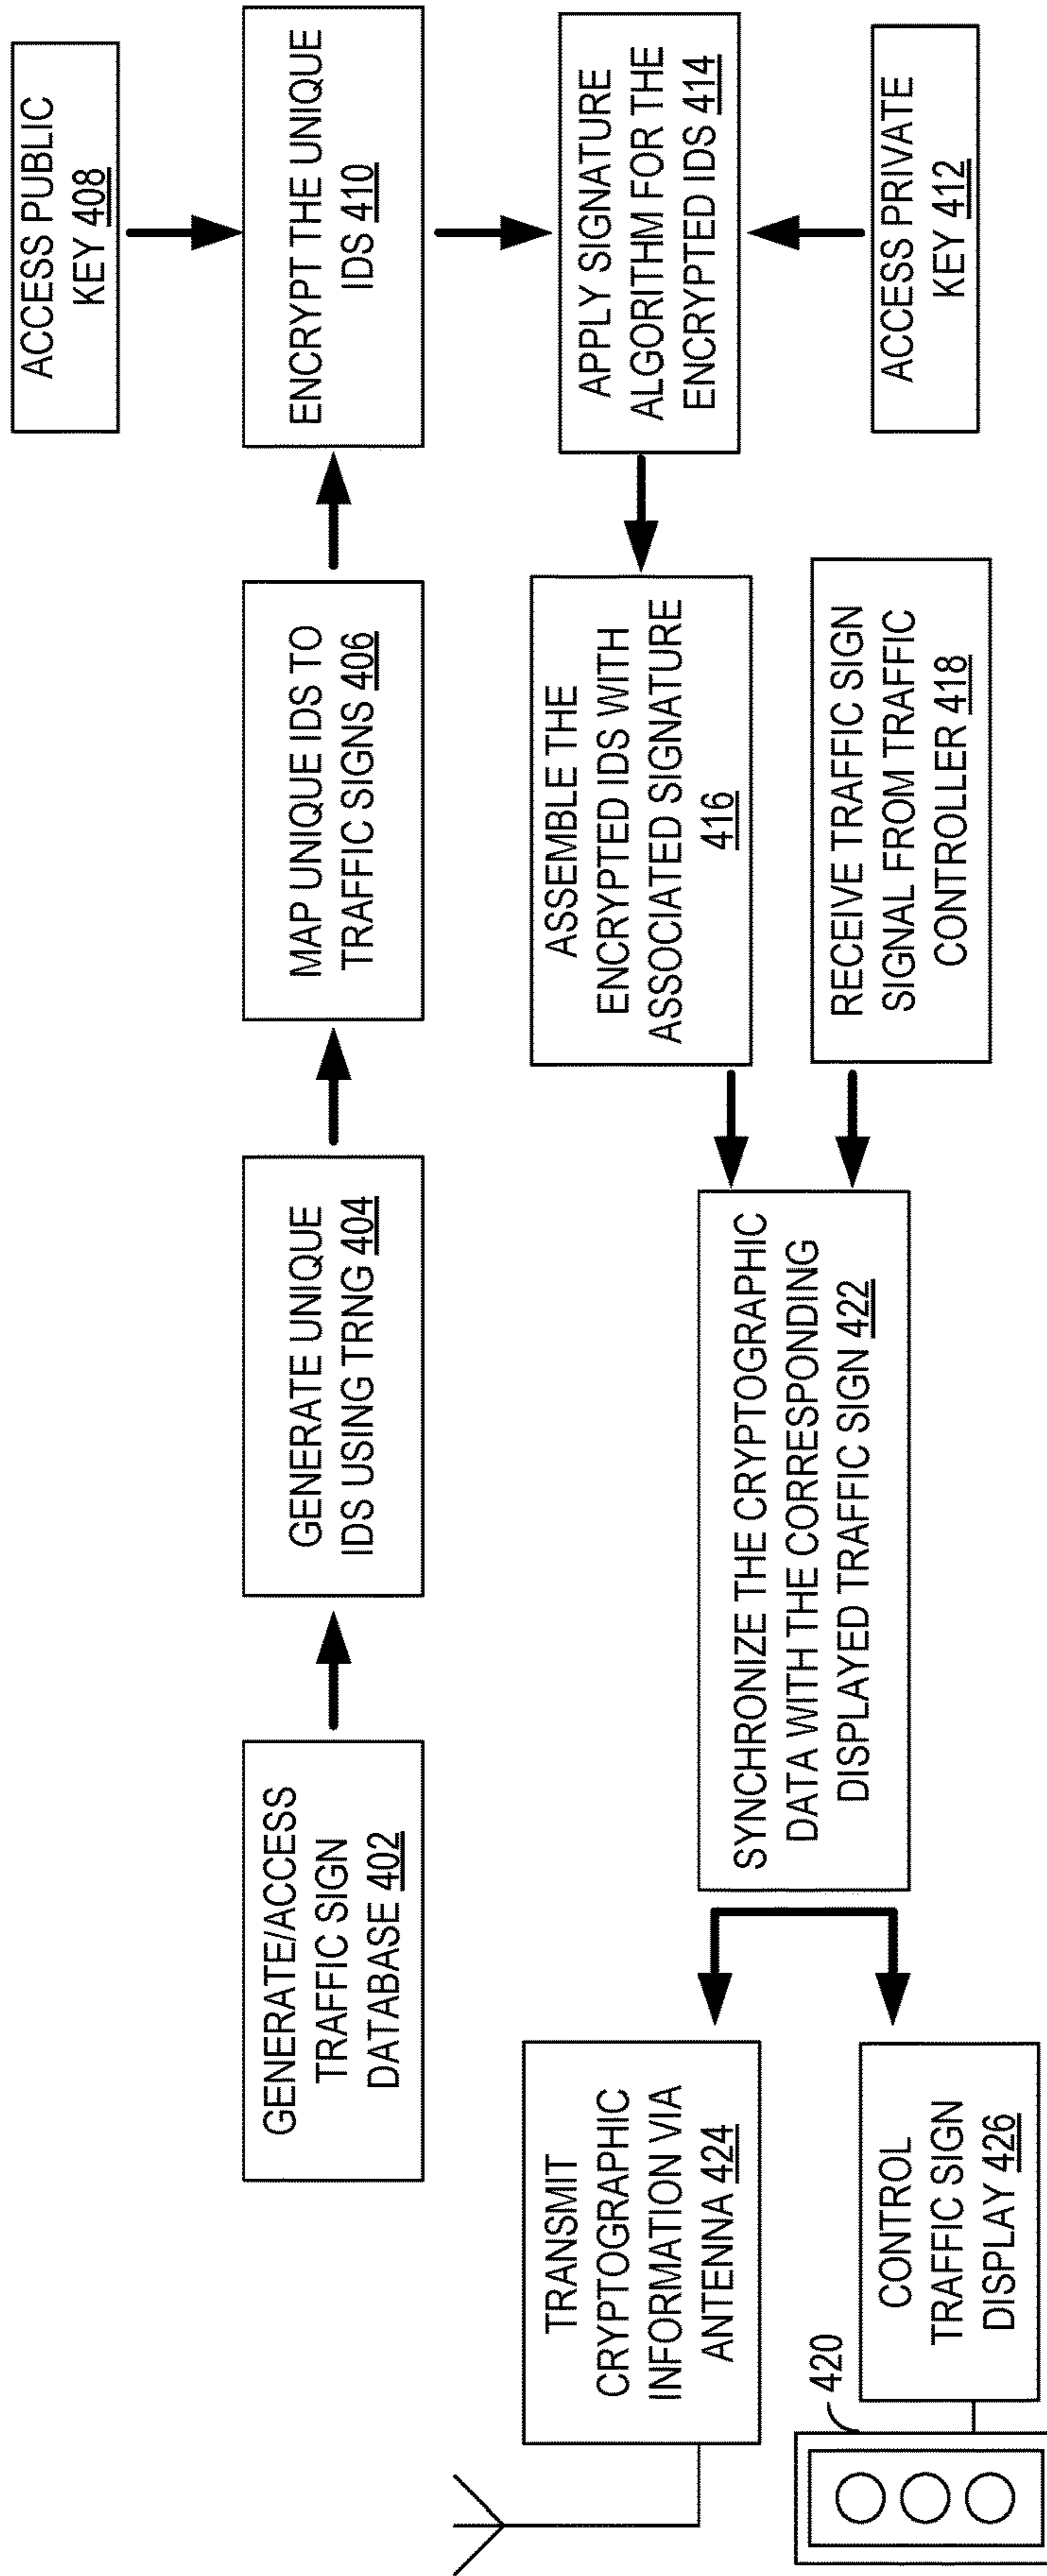 GENERATE/ACCESS
TRAFFIC SIGN
DATABASE 402
GENERATE UNIQUE
IDS USING TRNG 404
MAP UNIQUE IDS TO
TRAFFIC SIGNS 406
ACCESS PUBLIC
KEY 408
ENCRYPT THE UNIQUE
IDS 410
ACCESS PRIVATE
KEY 412
APPLY SIGNATURE
ALGORITHM FOR THE
ENCRYPTED IDS 414
ASSEMBLE THE
ENCRYPTED IDS WITH
ASSOCIATED SIGNATURE
416
RECEIVE TRAFFIC SIGN
SIGNAL FROM TRAFFIC
CONTROLLER 418
SYNCHRONIZE THE CRYPTOGRAPHIC
DATA WITH THE CORRESPONDING
DISPLAYED TRAFFIC SIGN 422
TRANSMIT
CRYPTOGRAPHIC
INFORMATION VIA
ANTENNA 424
CONTROL
TRAFFIC SIGN
DISPLAY 426
420